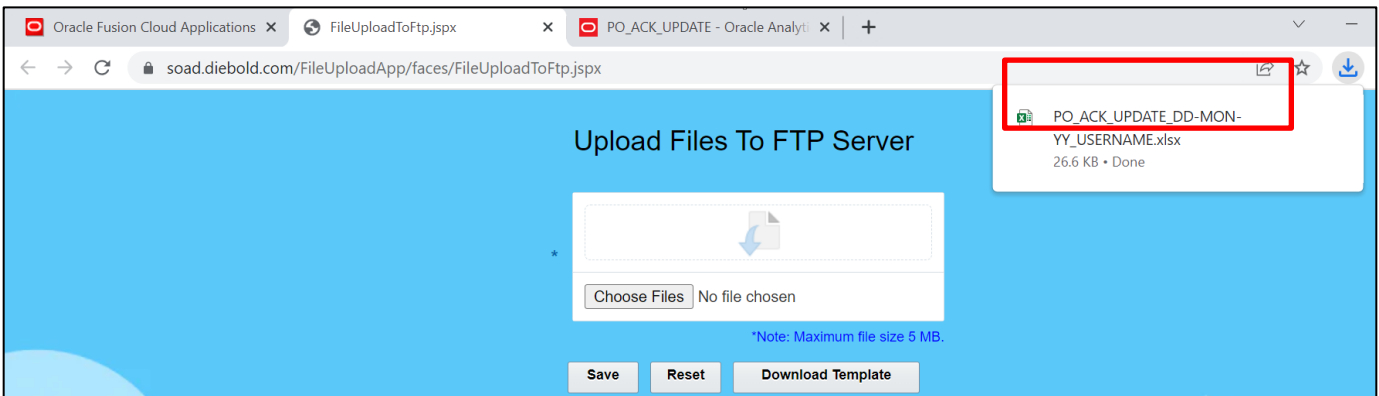 Oracle Fusion Cloud Applications
FileUploadToFtp.jspx
PO_ACK_UPDATE - Oracle Analyti
soad.diebold.com/FileUploadApp/faces/FileUploadToFtp.jspx
PO_ACK_UPDATE_DD-MON-
YY_USERNAME.xlsx
26.6 KB • Done
Upload Files To FTP Server
*
Choose Files No file chosen
*Note: Maximum file size 5 MB.
Save Reset Download Template